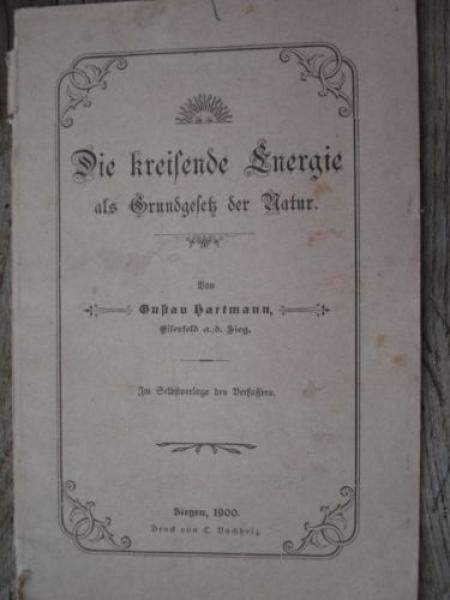 Die kreisende Energie
als Grundgesetz der Natur.
Von
Gustav Hartmann,
Eiserfeld a./d. Sieg.
Im Selbstverlage des Verfassers.
Siegen, 1900.
Druck von C. Buchholz.